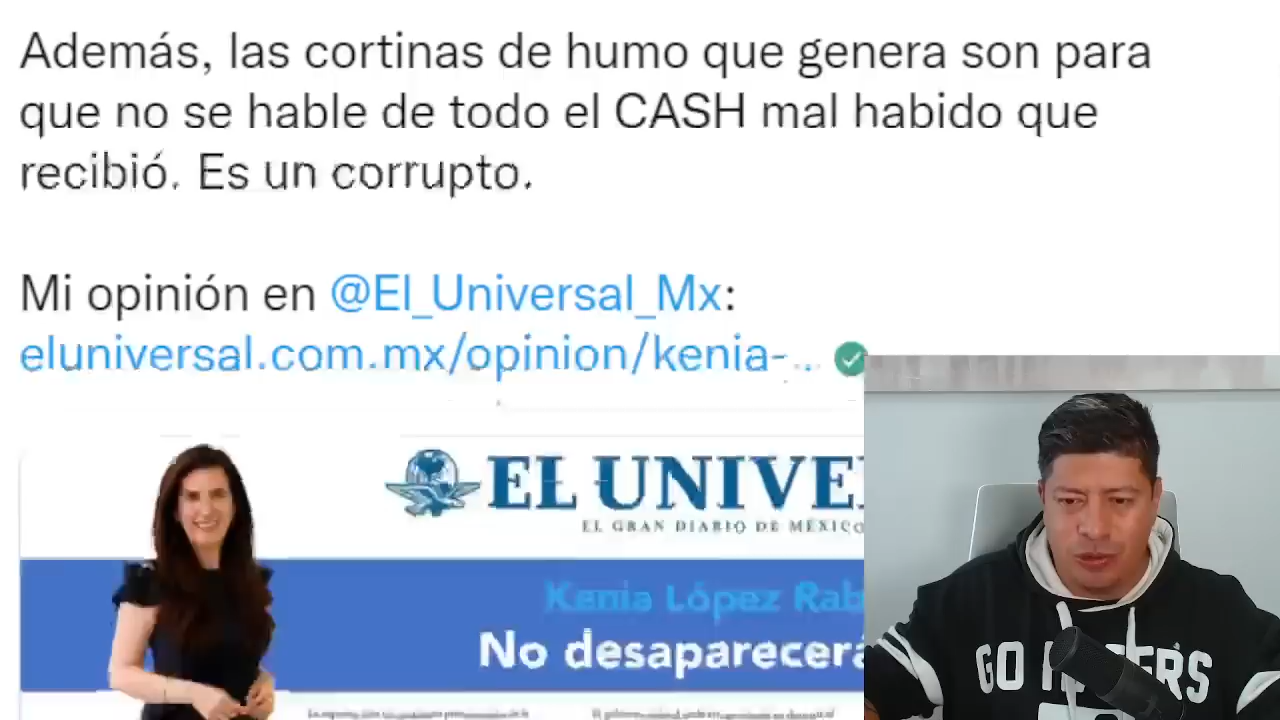 Además, las cortinas de humo que genera son para
que no se hable de todo el CASH mal habido que
recibió. Es un corrupto.
Mi opinión en @El_Universal_Mx:
eluniversal.com.mx/opinion/kenia-...
EL UNIVE
EL GRAN DIARIO DE MÉXICO
Kenia López Rab
No desaparecerá
GO